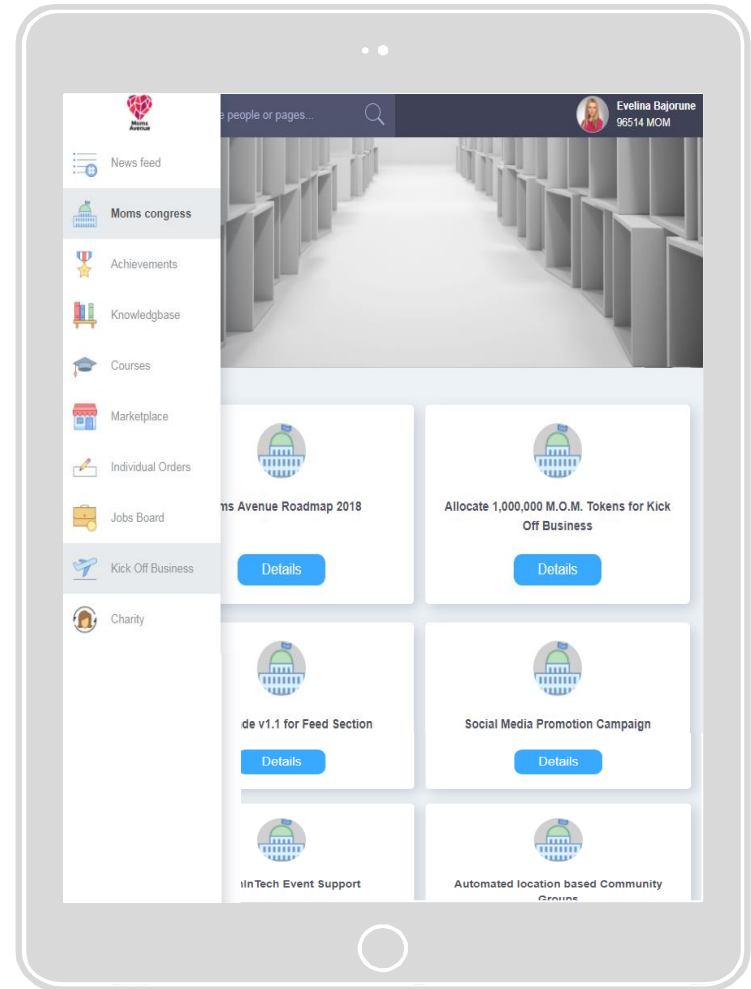 Moms
Avenue
people or pages...
Evelina Bajorune
96514 MOM
News feed
Moms congress
Achievements
Knowledgbase
Courses
Marketplace
Individual Orders
Jobs Board
Kick Off Business
Charity
ms Avenue Roadmap 2018
Details
Allocate 1,000,000 M.O.M. Tokens for Kick
Off Business
Details
de v1.1 for Feed Section
Details
Social Media Promotion Campaign
Details
InTech Event Support
Automated location based Community
Groups